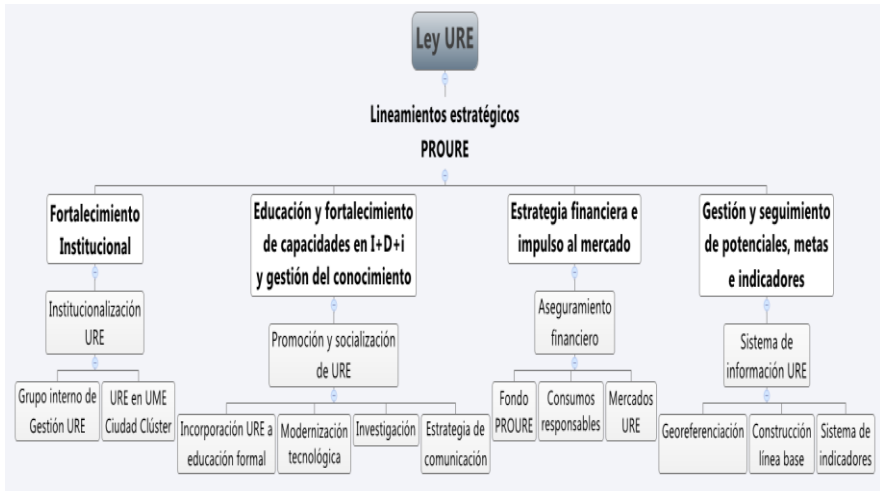 Ley URE
Lineamientos estratégicos
PROURE
Fortalecimiento
Institucional
Institucionalización
URE
Grupo interno de
Gestión URE
URE en UME
Ciudad Clúster
Educación y fortalecimiento
de capacidades en I+D+i
y gestión del conocimiento
Promoción y socialización
de URE
Incorporación URE a
educación formal
Modernización
tecnológica
Investigación
Estrategia de
comunicación
Estrategia financiera e
impulso al mercado
Aseguramiento
financiero
Fondo
PROURE
Consumos
responsables
Mercados
URE
Gestión y seguimiento
de potenciales, metas
e indicadores
Sistema de
información URE
Georeferenciación
Construcción
línea base
Sistema de
indicadores